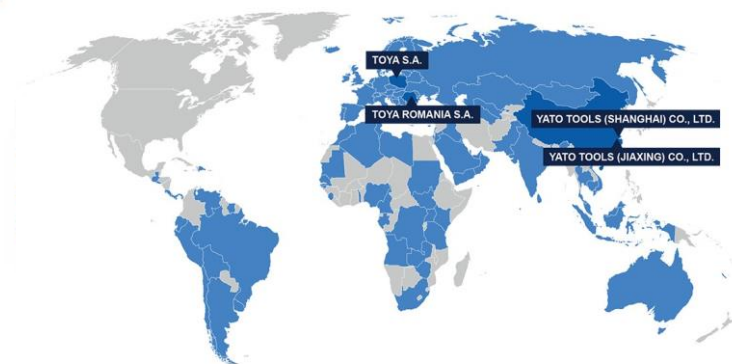 TOYA S.A.
TOYA ROMANIA S.A.
YATO TOOLS (SHANGHAI) CO., LTD.
YATO TOOLS (JIAXING) CO., LTD.